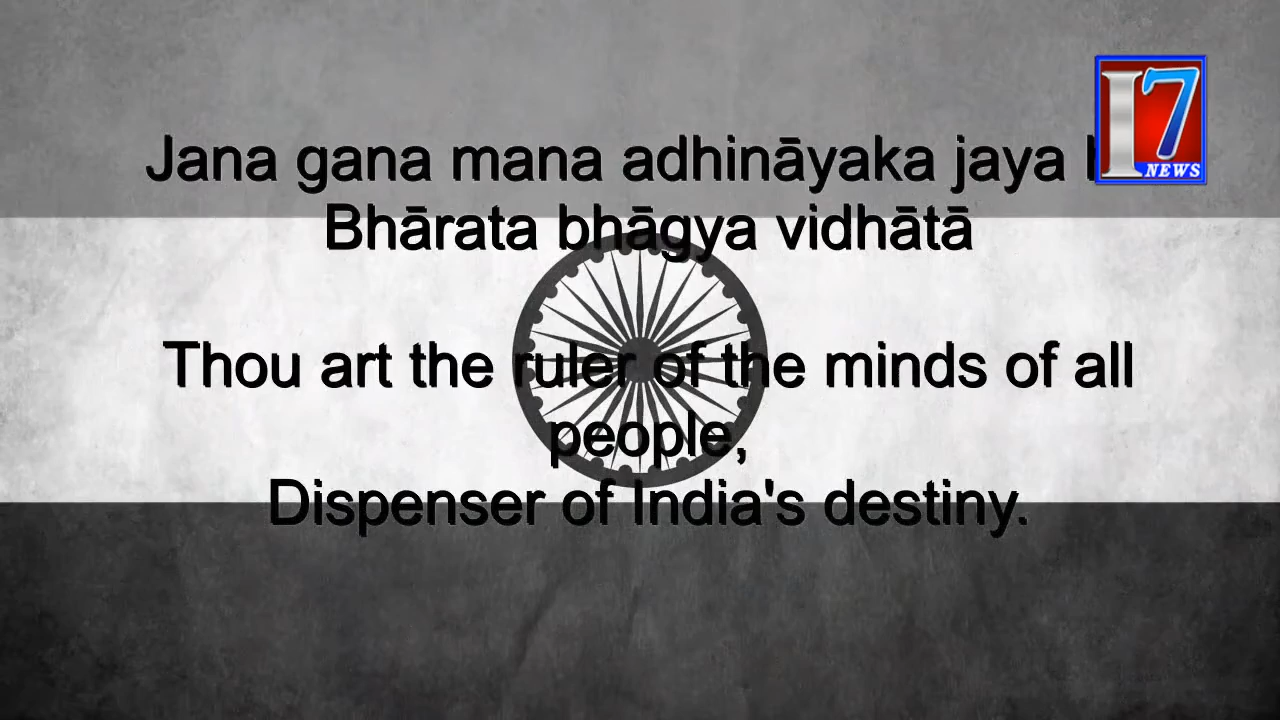 Jana gana mana adhināyaka jaya
Bhārata bhāgya vidhātā
Thou art the ruler of the minds of all
people,
Dispenser of India's destiny.
I7
NEWS